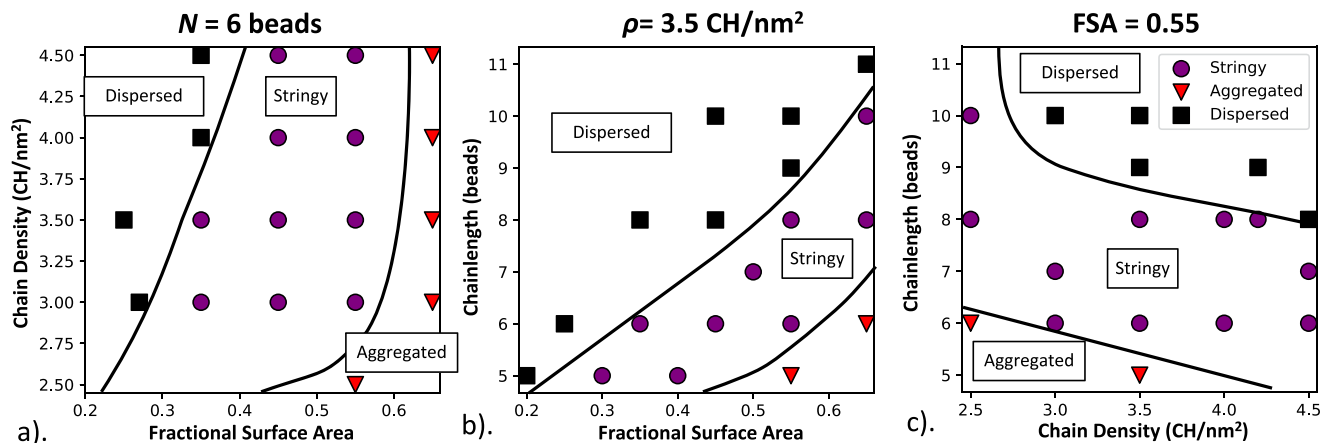 N = 6 beads
Chain Density (CH/nm²)
4.50
4.25
4.00
3.75
3.50
3.25
3.00
2.75
2.50
Dispersed
Stringy
Aggregated
0.2
0.3
0.4
0.5
0.6
Fractional Surface Area
a).
ρ= 3.5 CH/nm²
Chainlength (beads)
11
10
9
8
7
6
5
Dispersed
Stringy
0.2
0.3
0.4
0.5
0.6
Fractional Surface Area
b).
FSA = 0.55
Chainlength (beads)
11
10
9
8
7
6
5
Dispersed
Stringy
Aggregated
Dispersed
Stringy
Aggregated
2.5
3.0
3.5
4.0
4.5
Chain Density (CH/nm²)
c).